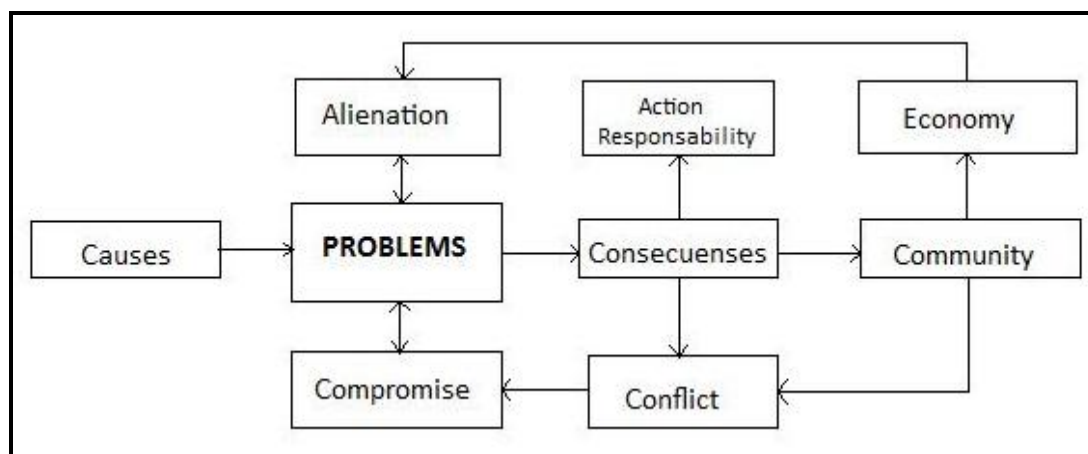 Alienation
Action
Responsability
Economy
Causes
PROBLEMS
Consecuenses
Community
Compromise
Conflict